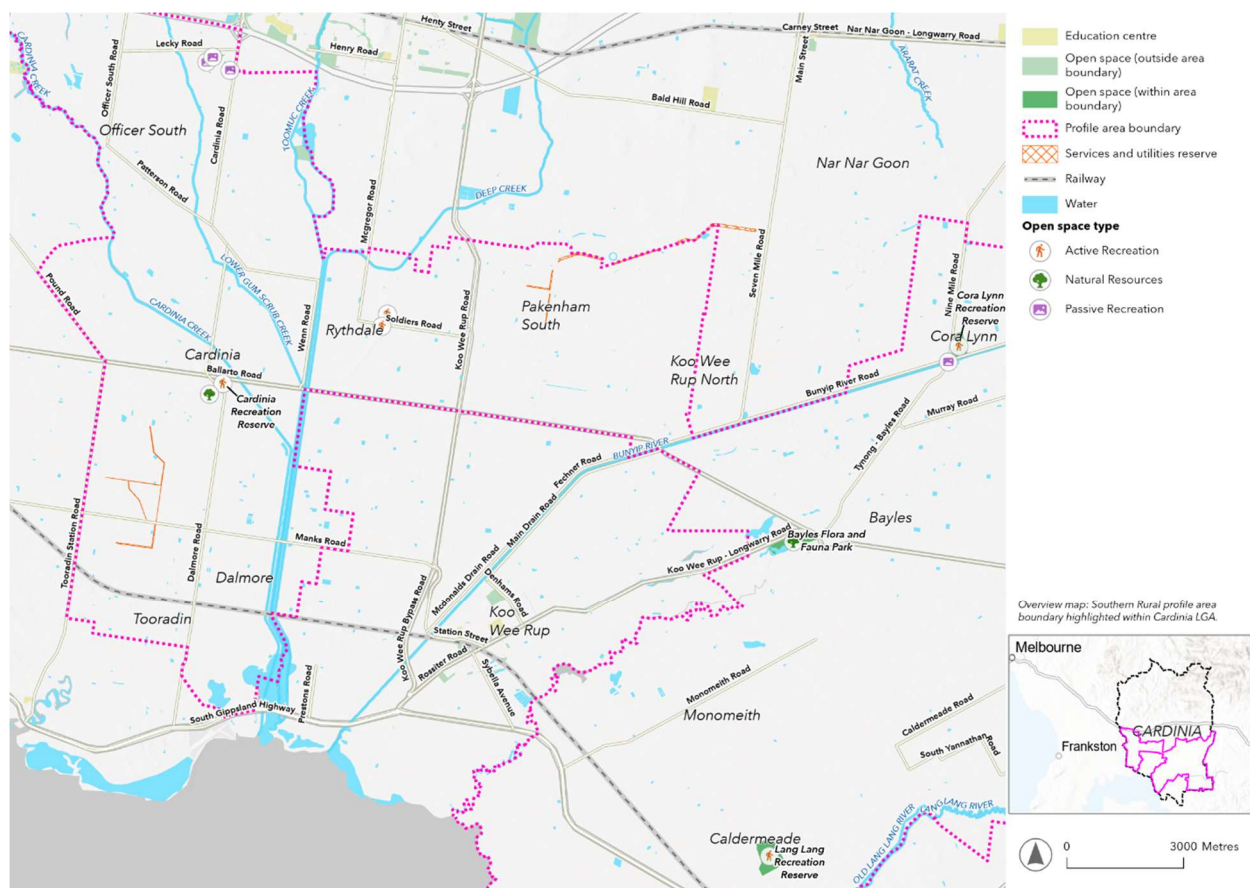 Henty Street
Carney Street
Nar Nar Goon - Longwarry Road
Lecky Road
Henry Road
Main Street
CARDINIA CREEK
Officer South Road
ARARAT CREEK
Bald Hill Road
TOOMUC CREEK
Officer South
Cardinia Road
Nar Nar Goon
Patterson Road
Mcgregor Road
DEEP CREEK
Seven Mile Road
LOWER GUM SCRUB CREEK
Pound Road
CARDINIA CREEK
Wenn Road
Koo Wee Rup Road
Pakenham
South
Nine Mile Road
Cora Lynn
Recreation
Reserve
Soldiers Road
Rythdale
Cora Lynn
Cardinia
Koo Wee
Rup North
Ballarto Road
Bunyip River Road
Cardinia
Recreation
Reserve
Murray Road
Tynong - Bayles Road
BUNYIP RIVER
Fechner Road
Main Drain Road
Tooradin Station Road
Bayles
Bayles Flora and
Fauna Park
Manks Road
Dalmore Road
Koo Wee Rup - Longwarry Road
Mcdonalds Drain Road
Dalmore
Denhams Road
Koo Wee Rup Bypass Road
Tooradin
Koo
Wee Rup
Station Street
Rossiter Road
Sybella Avenue
Prestons Road
South Gippsland Highway
Monomeith Road
Monomeith
Caldermeade Road
South Yannathan
Road
LANG LANG RIVER
OLD LANG LANG RIVER
Caldermeade
Lang Lang
Recreation
Reserve
Education centre
Open space (outside area
boundary)
Open space (within area
boundary)
Profile area boundary
Services and utilities reserve
Railway
Water
Open space type
Active Recreation
Natural Resources
Passive Recreation
Overview map: Southern Rural profile area
boundary highlighted within Cardinia LGA.
Melbourne
CARDINIA
Frankston
0
3000 Metres